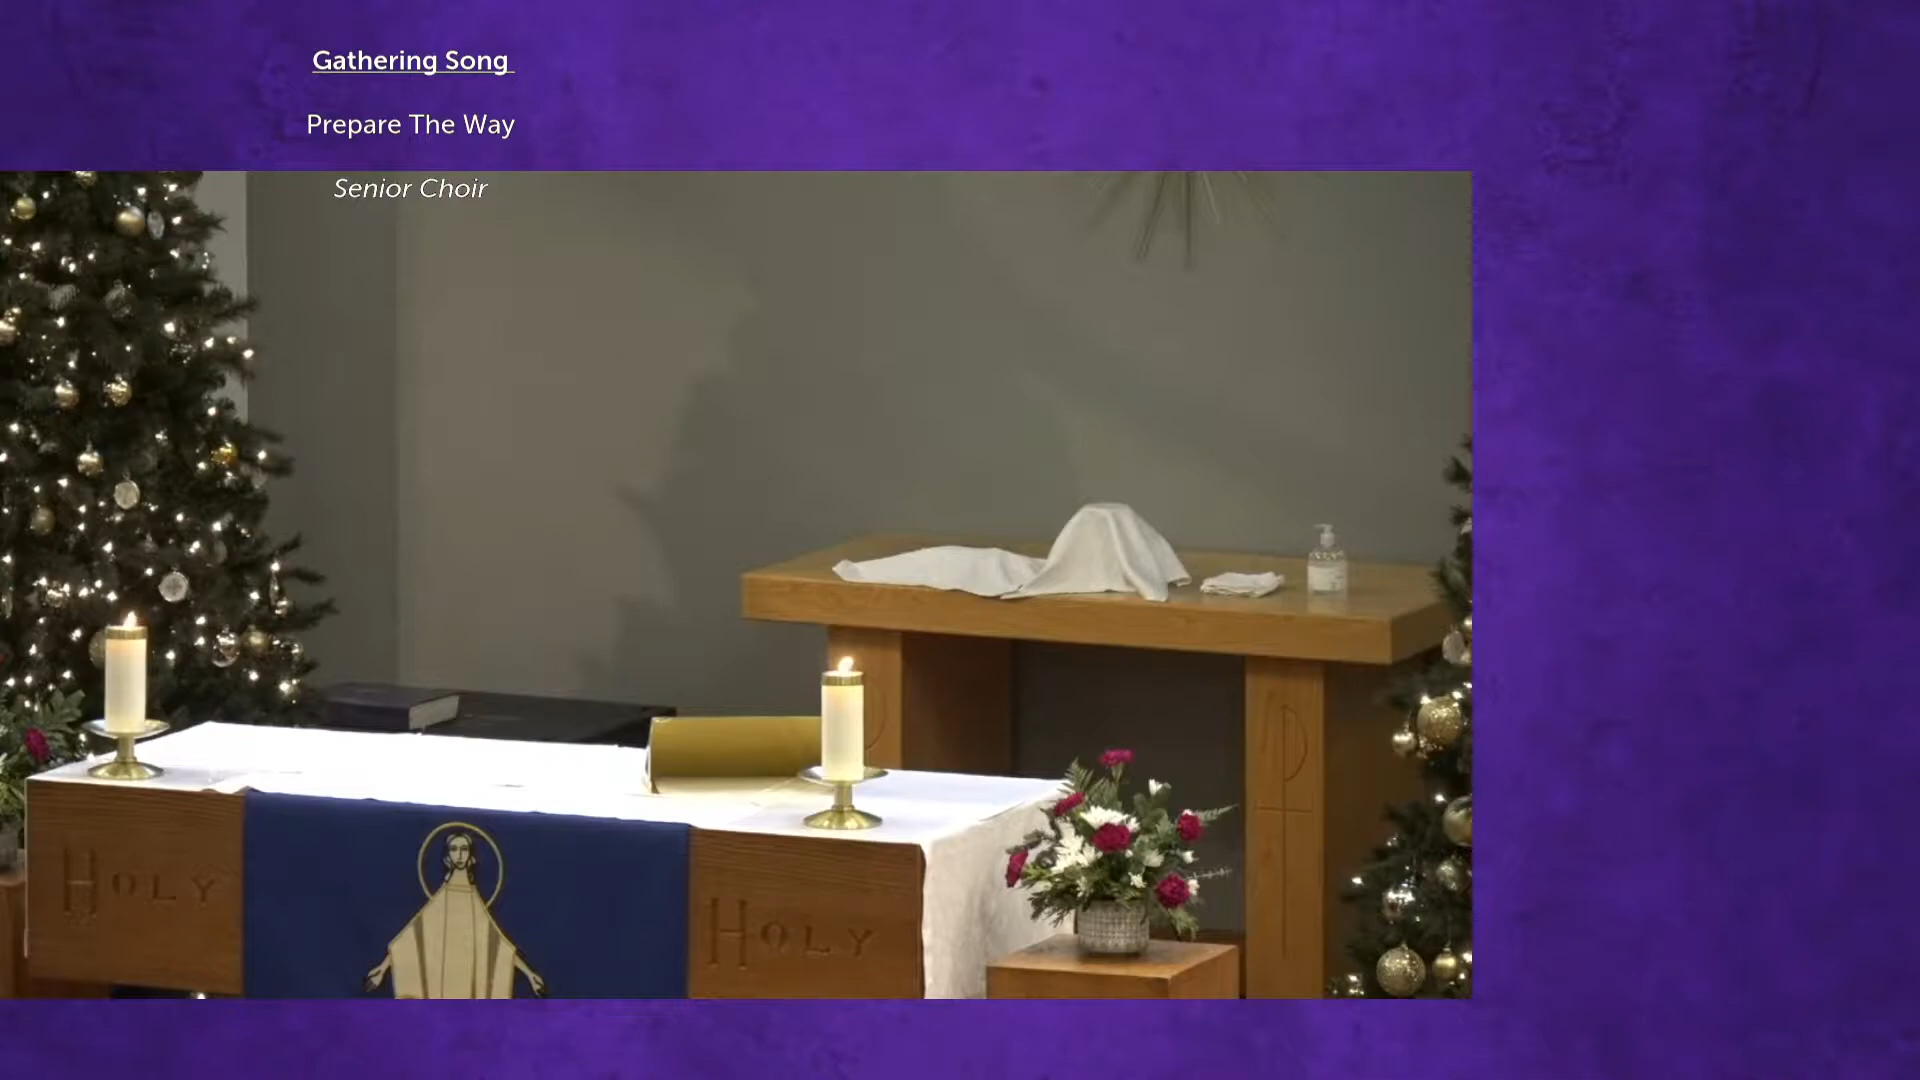 Gathering Song
Prepare The Way
Senior Choir
HOLY
HOLY